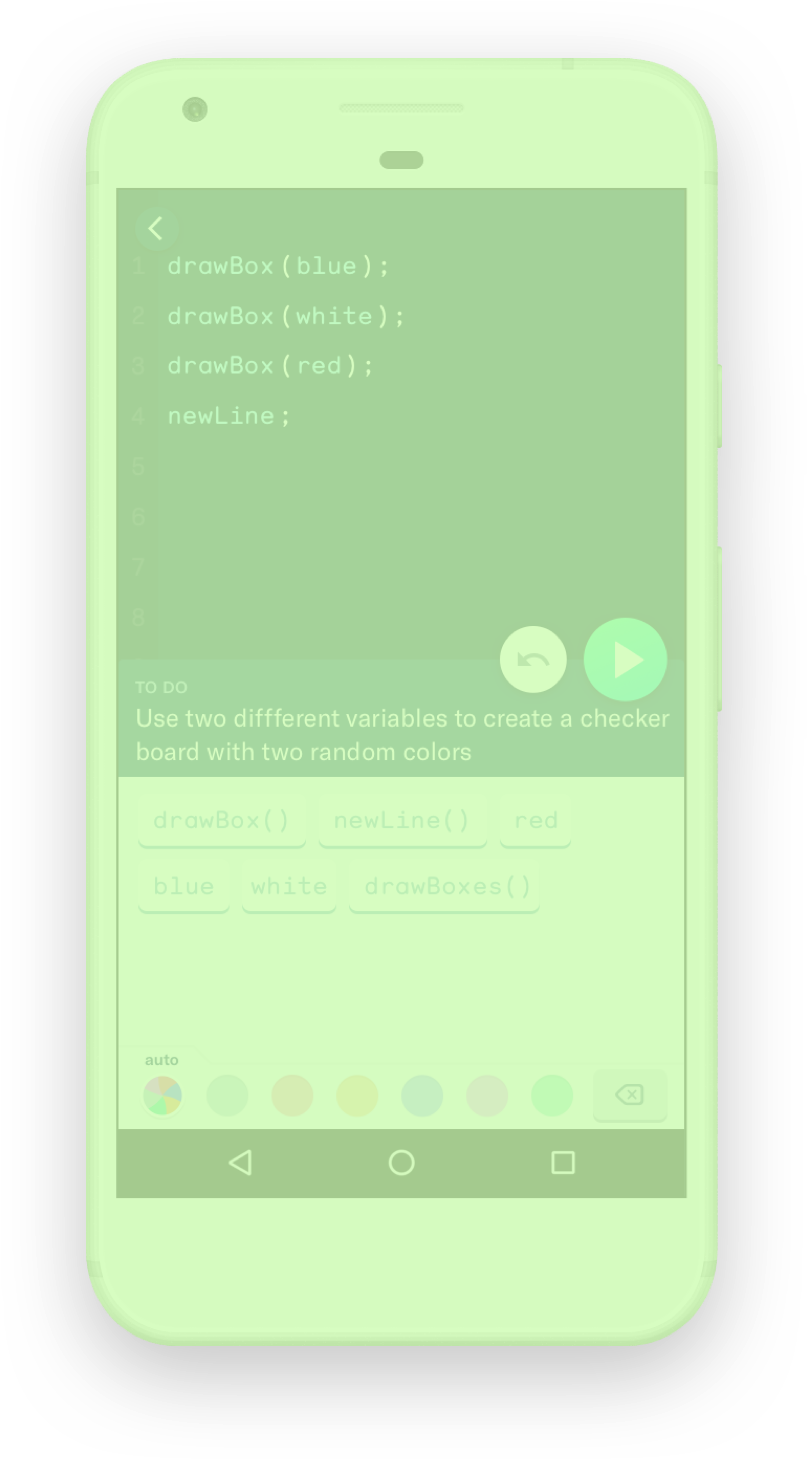 1 drawBox(blue);
2 drawBox(white);
3 drawBox(red);
4 newLine;
5
6
7
8
TO DO
Use two diffferent variables to create a checker
board with two random colors
drawBox() newLine() red
blue white drawBoxes()
auto